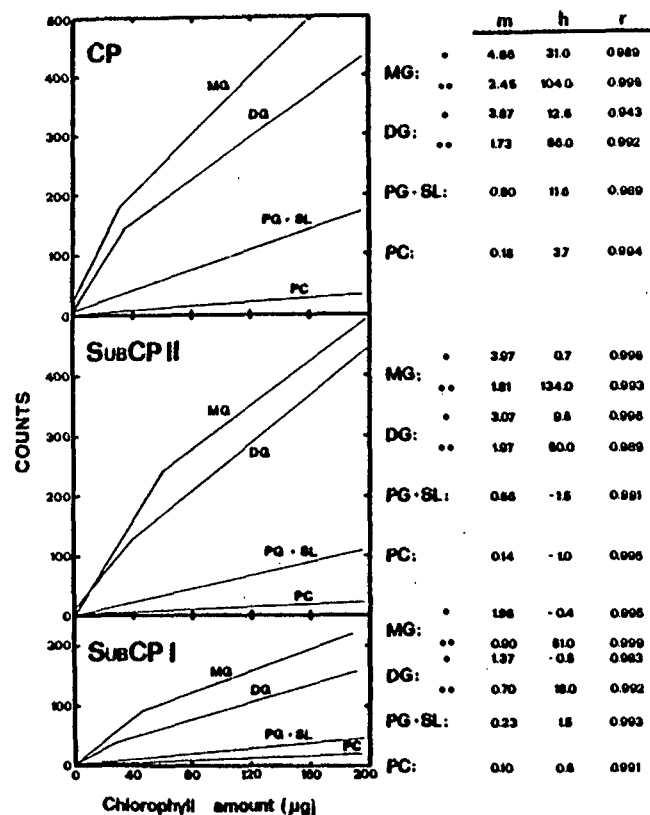 m h r
CP
MG: • 4.86 31.0 0.989
•• 2.45 104.0 0.998
DG: • 3.87 12.6 0.943
•• 1.73 86.0 0.992
PG+SL: 0.80 11.6 0.989
PC: 0.18 3.7 0.994
500
400
300
200
100
0
MG
DG
PG+SL
PC
SUBCP II
MG: • 3.97 0.7 0.998
•• 1.81 134.0 0.993
DG: • 3.07 9.8 0.996
•• 1.97 60.0 0.989
PG+SL: 0.56 -1.5 0.991
PC: 0.14 -1.0 0.995
400
300
200
100
0
MG
DG
PG+SL
PC
COUNTS
SUBCP I
MG: • 1.96 -0.4 0.995
•• 0.90 51.0 0.999
DG: • 1.37 -0.8 0.983
•• 0.70 18.0 0.992
PG+SL: 0.23 1.5 0.993
PC: 0.10 0.6 0.991
200
100
0
MG
DG
PG+SL
PC
0 40 80 120 160 200
Chlorophyll amount (µg)